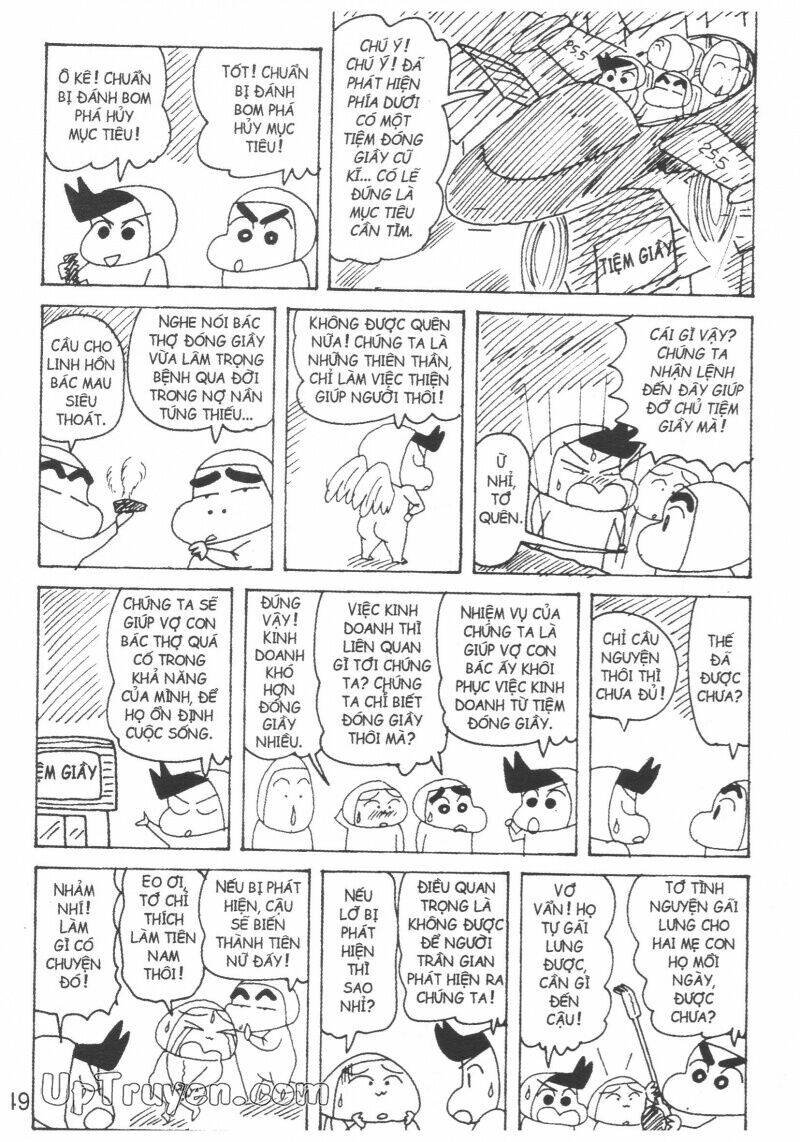 CHÚ Ý!
CHÚ Ý! ĐÃ
PHÁT HIỆN
PHÍA DƯỚI
CÓ MỘT
TIỆM ĐÓNG
GIẦY CŨ
KĨ... CÓ LẼ
ĐÚNG LÀ
MỤC TIÊU
CẦN TÌM.
255
255
TIỆM GIẦY
TỐT! CHUẨN
BỊ ĐÁNH
BOM PHÁ
HỦY MỤC
TIÊU!
Ô KÊ! CHUẨN
BỊ ĐÁNH BOM
PHÁ HỦY
MỤC TIÊU!
CÁI GÌ VẬY?
CHÚNG TA
NHẬN LỆNH
ĐẾN ĐÂY GIÚP
ĐỠ CHỦ TIỆM
GIẦY MÀ!
Ừ
NHỈ,
TỚ
QUÊN.
KHÔNG ĐƯỢC QUÊN
NỮA! CHÚNG TA LÀ
NHỮNG THIÊN THẦN,
CHỈ LÀM VIỆC THIỆN
GIÚP NGƯỜI THÔI!
NGHE NÓI BÁC
THỢ ĐÓNG GIẦY
VỪA LÂM TRỌNG
BỆNH QUA ĐỜI
TRONG NỢ NẦN
TÚNG THIẾU...
CẦU CHO
LINH HỒN
BÁC MAU
SIÊU
THOÁT.
THẾ
ĐÃ
ĐƯỢC
CHƯA?
CHỈ CẦU
NGUYỆN
THÔI THÌ
CHƯA ĐỦ!
NHIỆM VỤ CỦA
CHÚNG TA LÀ
GIÚP VỢ CON
BÁC ẤY KHÔI
PHỤC VIỆC KINH
DOANH TỪ TIỆM
ĐÓNG GIẦY.
VIỆC KINH
DOANH THÌ
LIÊN QUAN
GÌ TỚI CHÚNG
TA? CHÚNG
TA CHỈ BIẾT
ĐÓNG GIẦY
THÔI MÀ?
ĐÚNG
VẬY!
KINH
DOANH
KHÓ
HƠN
ĐÓNG
GIẦY
NHIỀU.
CHÚNG TA SẼ
GIÚP VỢ CON
BÁC THỢ QUÁ
CỐ TRONG
KHẢ NĂNG
CỦA MÌNH, ĐỂ
HỌ ỔN ĐỊNH
CUỘC SỐNG.
ỆM GIẦY
TỚ TÌNH
NGUYỆN GÃI
LƯNG CHO
HAI MẸ CON
HỌ MỖI
NGÀY,
ĐƯỢC
CHƯA?
VỚ
VẨN! HỌ
TỰ GÃI
LƯNG
ĐƯỢC,
CẦN GÌ
ĐẾN
CẬU!
ĐIỀU QUAN
TRỌNG LÀ
KHÔNG ĐƯỢC
ĐỂ NGƯỜI
TRẦN GIAN
PHÁT HIỆN RA
CHÚNG TA!
NẾU
LỠ BỊ
PHÁT
HIỆN
THÌ
SAO
NHỈ?
NẾU BỊ PHÁT
HIỆN, CẬU
SẼ BIẾN
THÀNH TIÊN
NỮ ĐẤY!
EO ƠI,
TỚ CHỈ
THÍCH
LÀM TIÊN
NAM
THÔI!
NHẢM
NHÍ!
LÀM
GÌ CÓ
CHUYỆN
ĐÓ!
19
UpTruyen.com